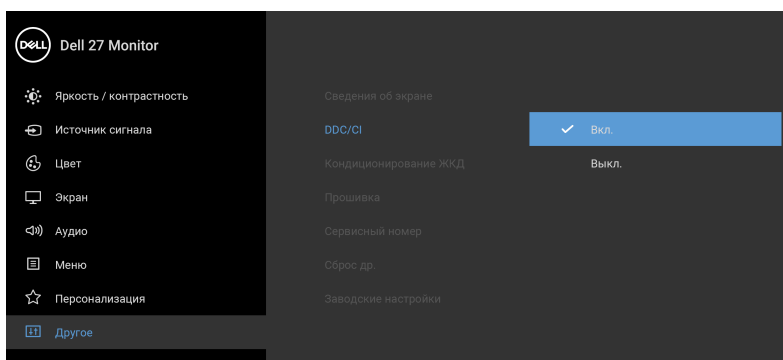 DELL
Dell 27 Monitor
Яркость / контрастность
Источник сигнала
Цвет
Экран
Аудио
Меню
Персонализация
Другое
Сведения об экране
DDC/CI
Кондиционирование ЖКД
Прошивка
Сервисный номер
Сброс др.
Заводские настройки
Вкл.
Выкл.